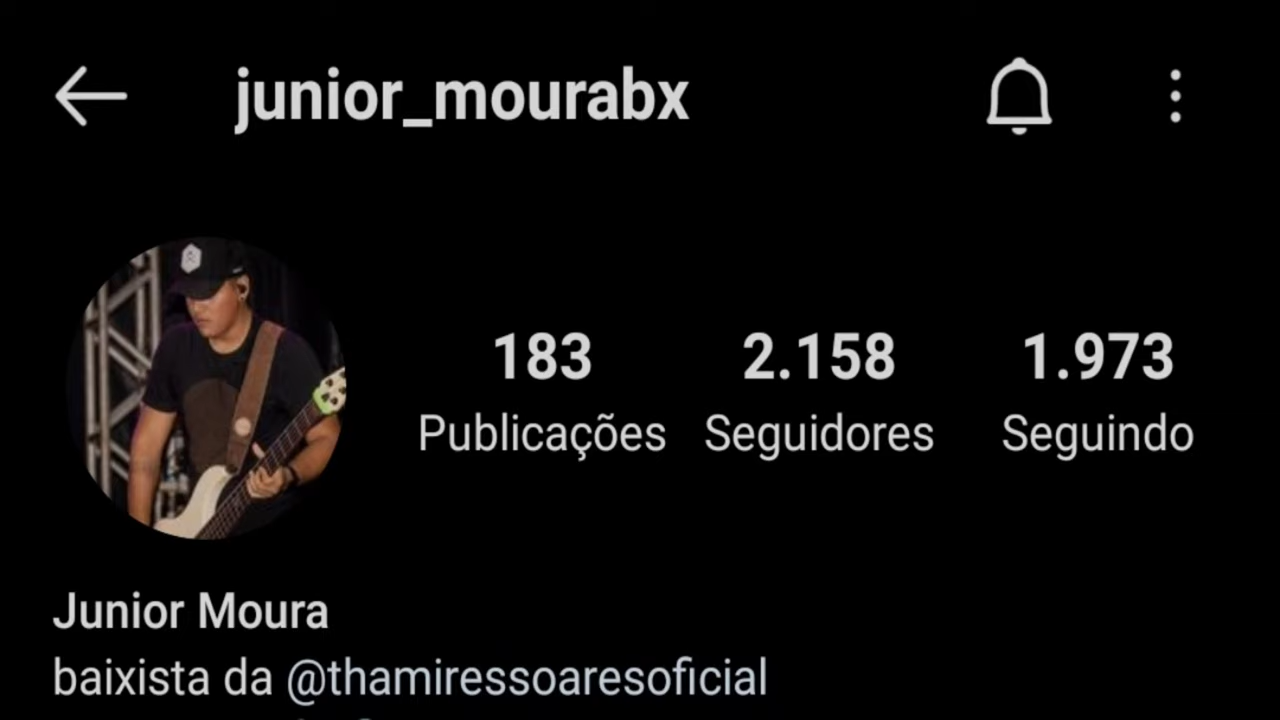 junior_mourabx
183 2.158 1.973
Publicações Seguidores Seguindo
Junior Moura
baixista da @thamiressoaresoficial